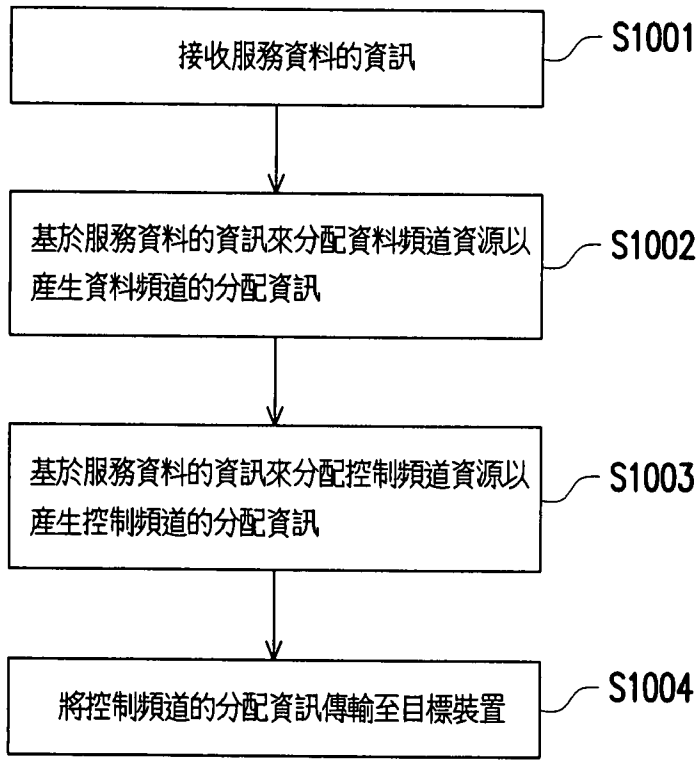 接收服務資料的資訊
S1001
基於服務資料的資訊來分配資料頻道資源以
產生資料頻道的分配資訊
S1002
基於服務資料的資訊來分配控制頻道資源以
產生控制頻道的分配資訊
S1003
將控制頻道的分配資訊傳輸至目標裝置
S1004